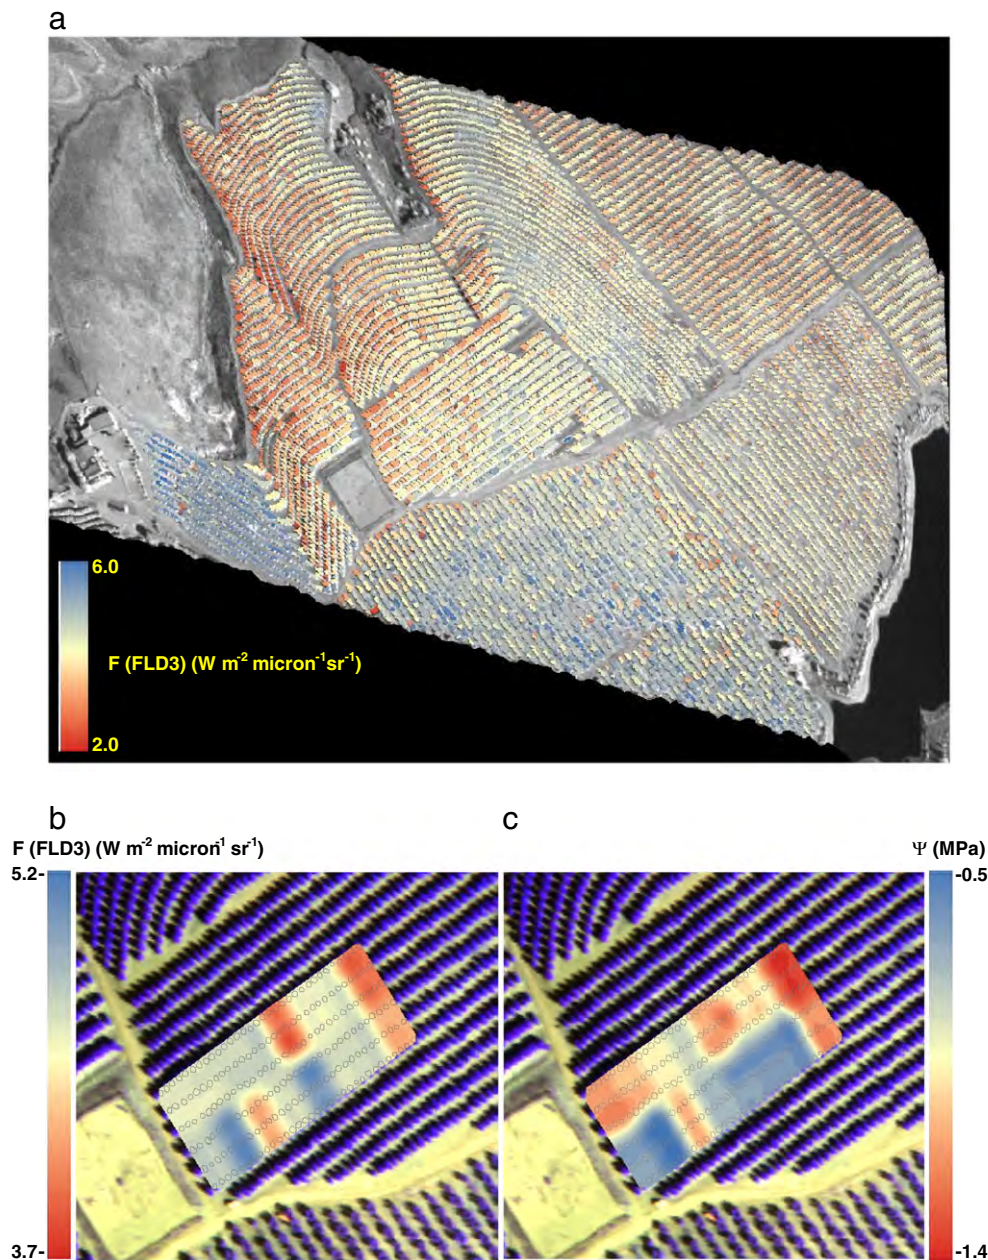 a
6.0
F (FLD3) (W m⁻² micron⁻¹sr⁻¹)
2.0
b
c
F (FLD3) (W m⁻² micron⁻¹ sr⁻¹)
Ψ (MPa)
5.2-
-0.5
3.7-
-1.4